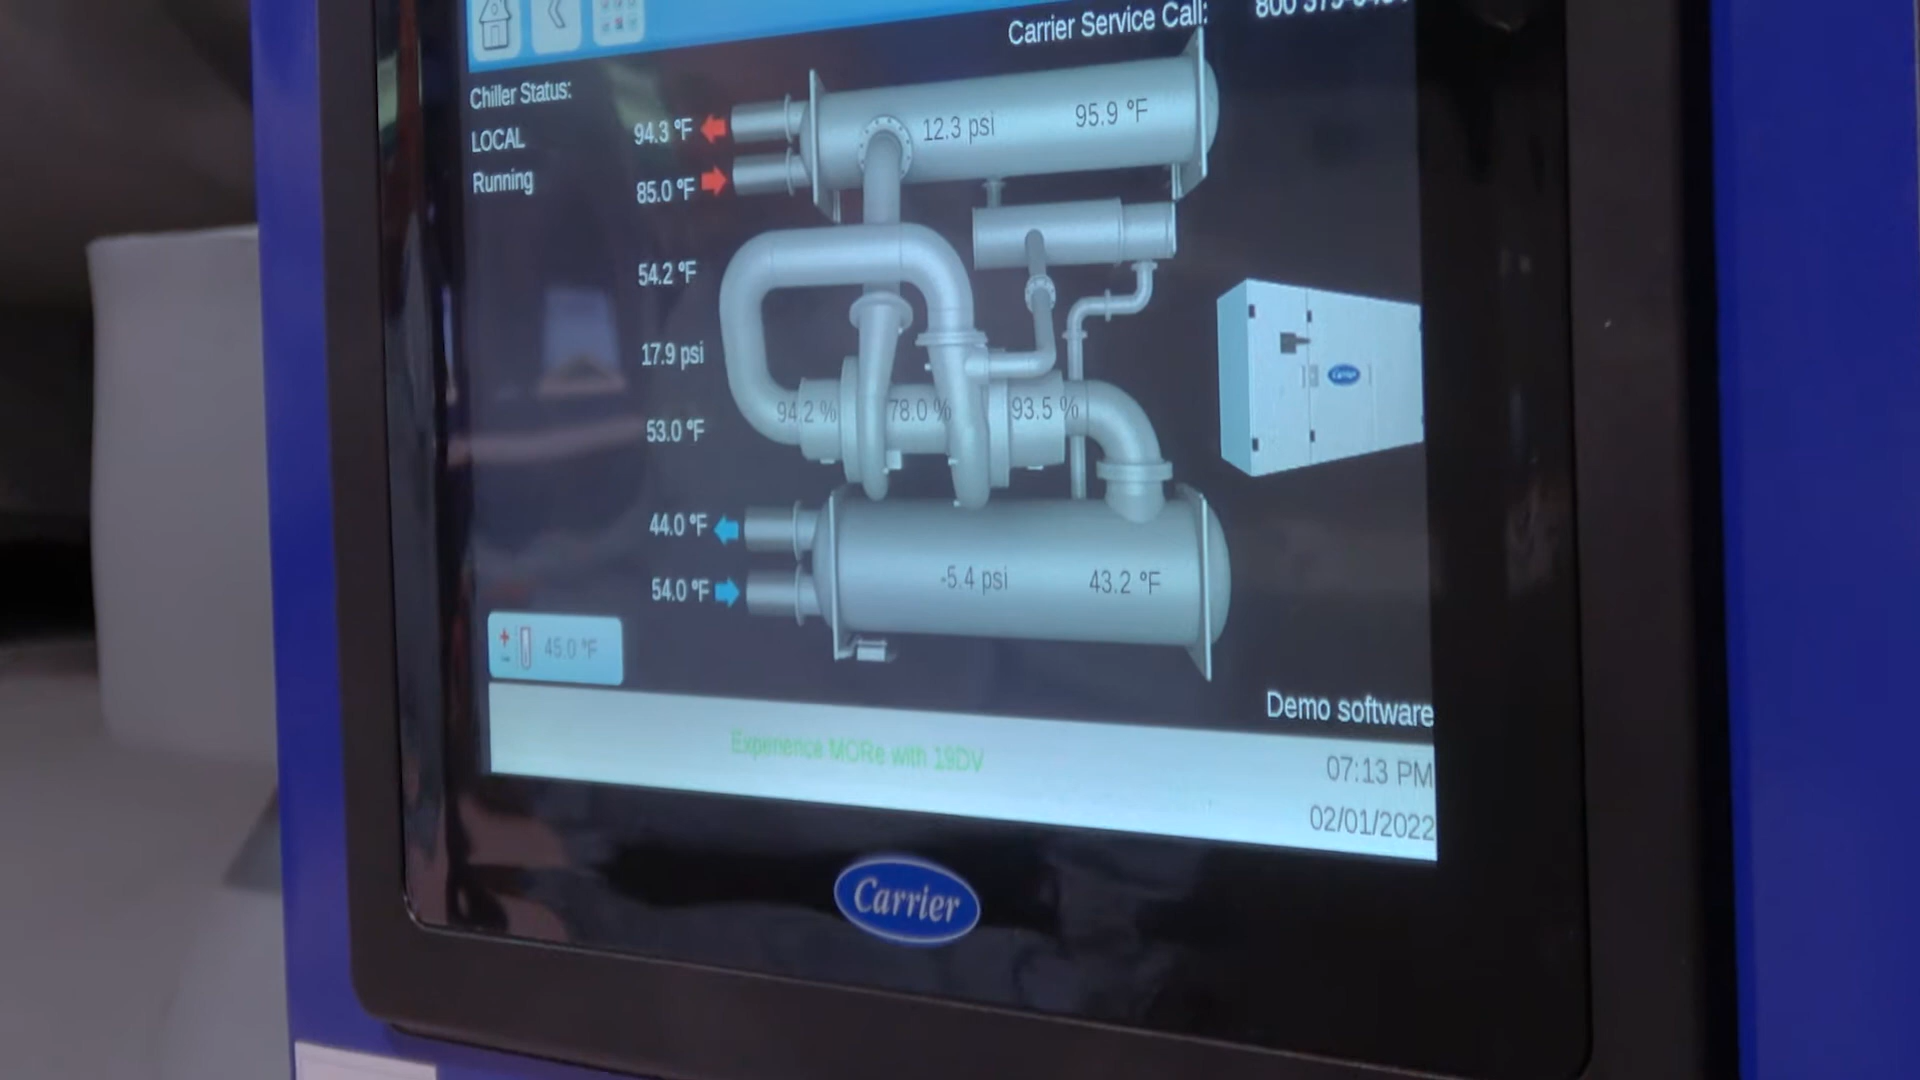 Carrier Service Call:
Chiller Status:
LOCAL
Running
94.3 °F
12.3 psi
95.9 °F
85.0 °F
54.2 °F
17.9 psi
94.2 %
78.0 %
93.5 %
53.0 °F
Carrier
44.0 °F
-5.4 psi
43.2 °F
54.0 °F
45.0 °F
Demo software
Experience MORe with 19DV
07:13 PM
02/01/2022
Carrier